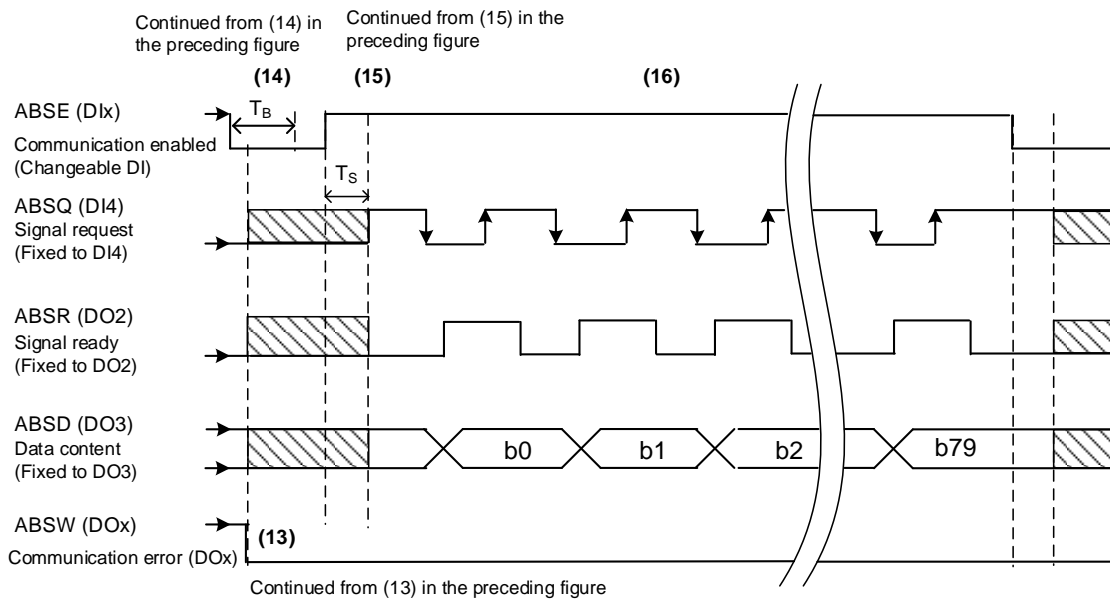 Continued from (14) in
the preceding figure
Continued from (15) in the
preceding figure
(14)
(15)
(16)
ABSE (DIx)
TB
Communication enabled
(Changeable DI)
TS
ABSQ (DI4)
Signal request
(Fixed to DI4)
ABSR (DO2)
Signal ready
(Fixed to DO2)
ABSD (DO3)
Data content
(Fixed to DO3)
b0
b1
b2
b79
ABSW (DOx)
(13)
Communication error (DOx)
Continued from (13) in the preceding figure